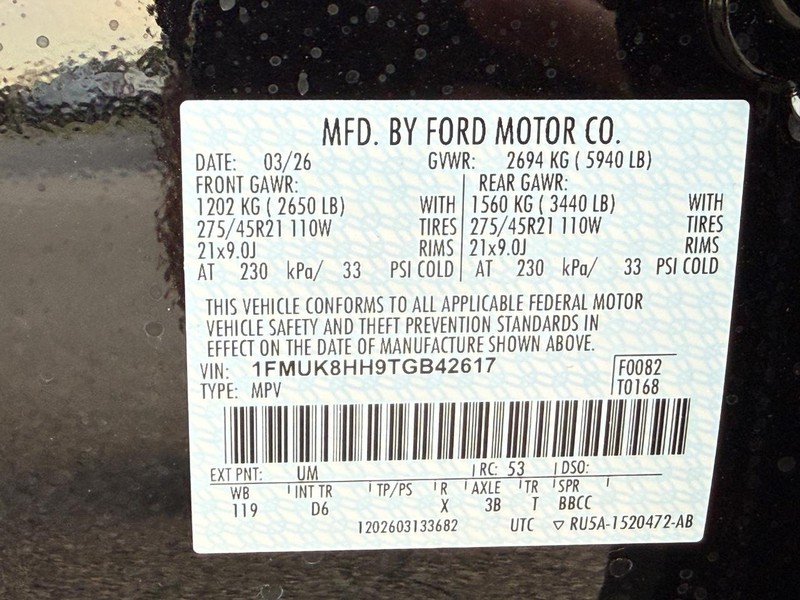 MFD. BY FORD MOTOR CO.
DATE: 03/26 GVWR: 2694 KG ( 5940 LB)
FRONT GAWR: REAR GAWR:
1202 KG ( 2650 LB) WITH 1560 KG ( 3440 LB) WITH
275/45R21 110W TIRES 275/45R21 110W TIRES
21x9.0J RIMS 21x9.0J RIMS
AT 230 kPa/ 33 PSI COLD AT 230 kPa/ 33 PSI COLD
THIS VEHICLE CONFORMS TO ALL APPLICABLE FEDERAL MOTOR
VEHICLE SAFETY AND THEFT PREVENTION STANDARDS IN
EFFECT ON THE DATE OF MANUFACTURE SHOWN ABOVE.
VIN: 1FMUK8HH9TGB42617 F0082
TYPE: MPV T0168
EXT PNT: UM RC: 53 DSO:
WB INT TR TP/PS R AXLE TR SPR
119 D6 X 3B T BBCC
1202603133682 UTC ▽ RU5A-1520472-AB